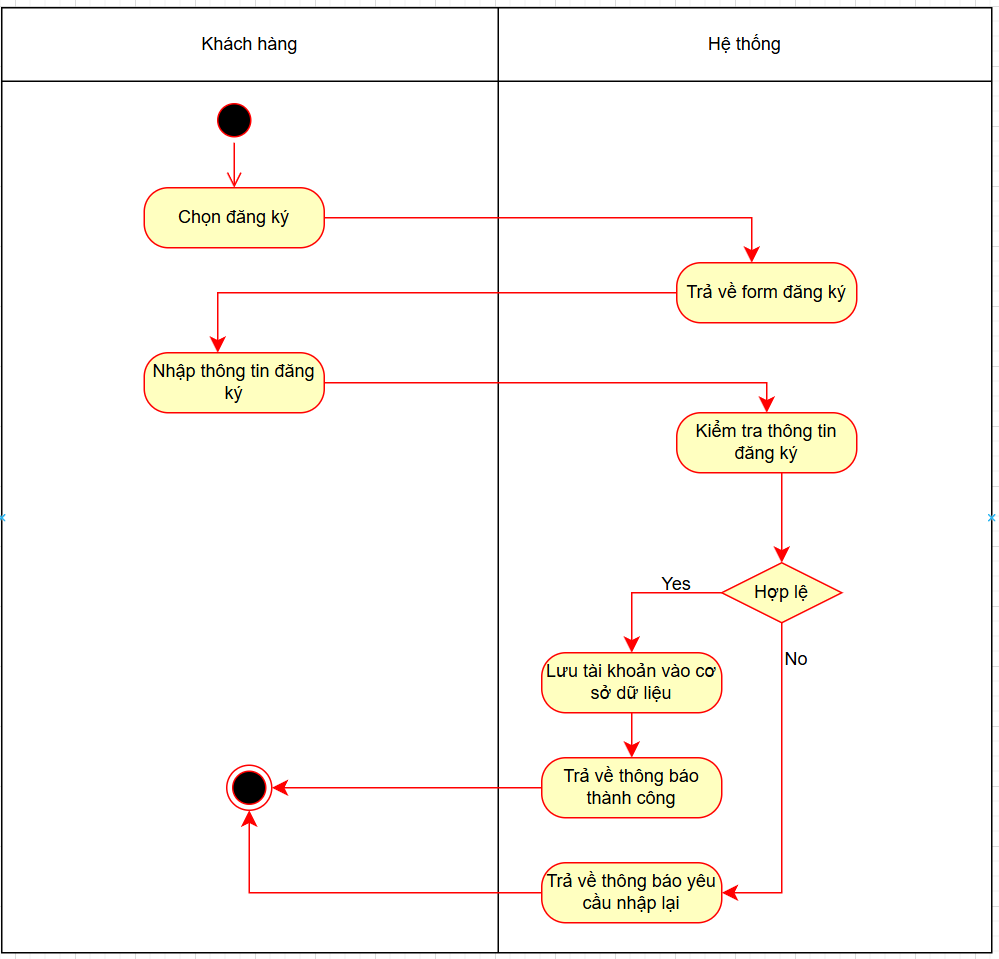 Khách hàng
Hệ thống
Chọn đăng ký
Trả về form đăng ký
Nhập thông tin đăng
ký
Kiểm tra thông tin
đăng ký
Hợp lệ
Yes
No
Lưu tài khoản vào cơ
sở dữ liệu
Trả về thông báo
thành công
Trả về thông báo yêu
cầu nhập lại